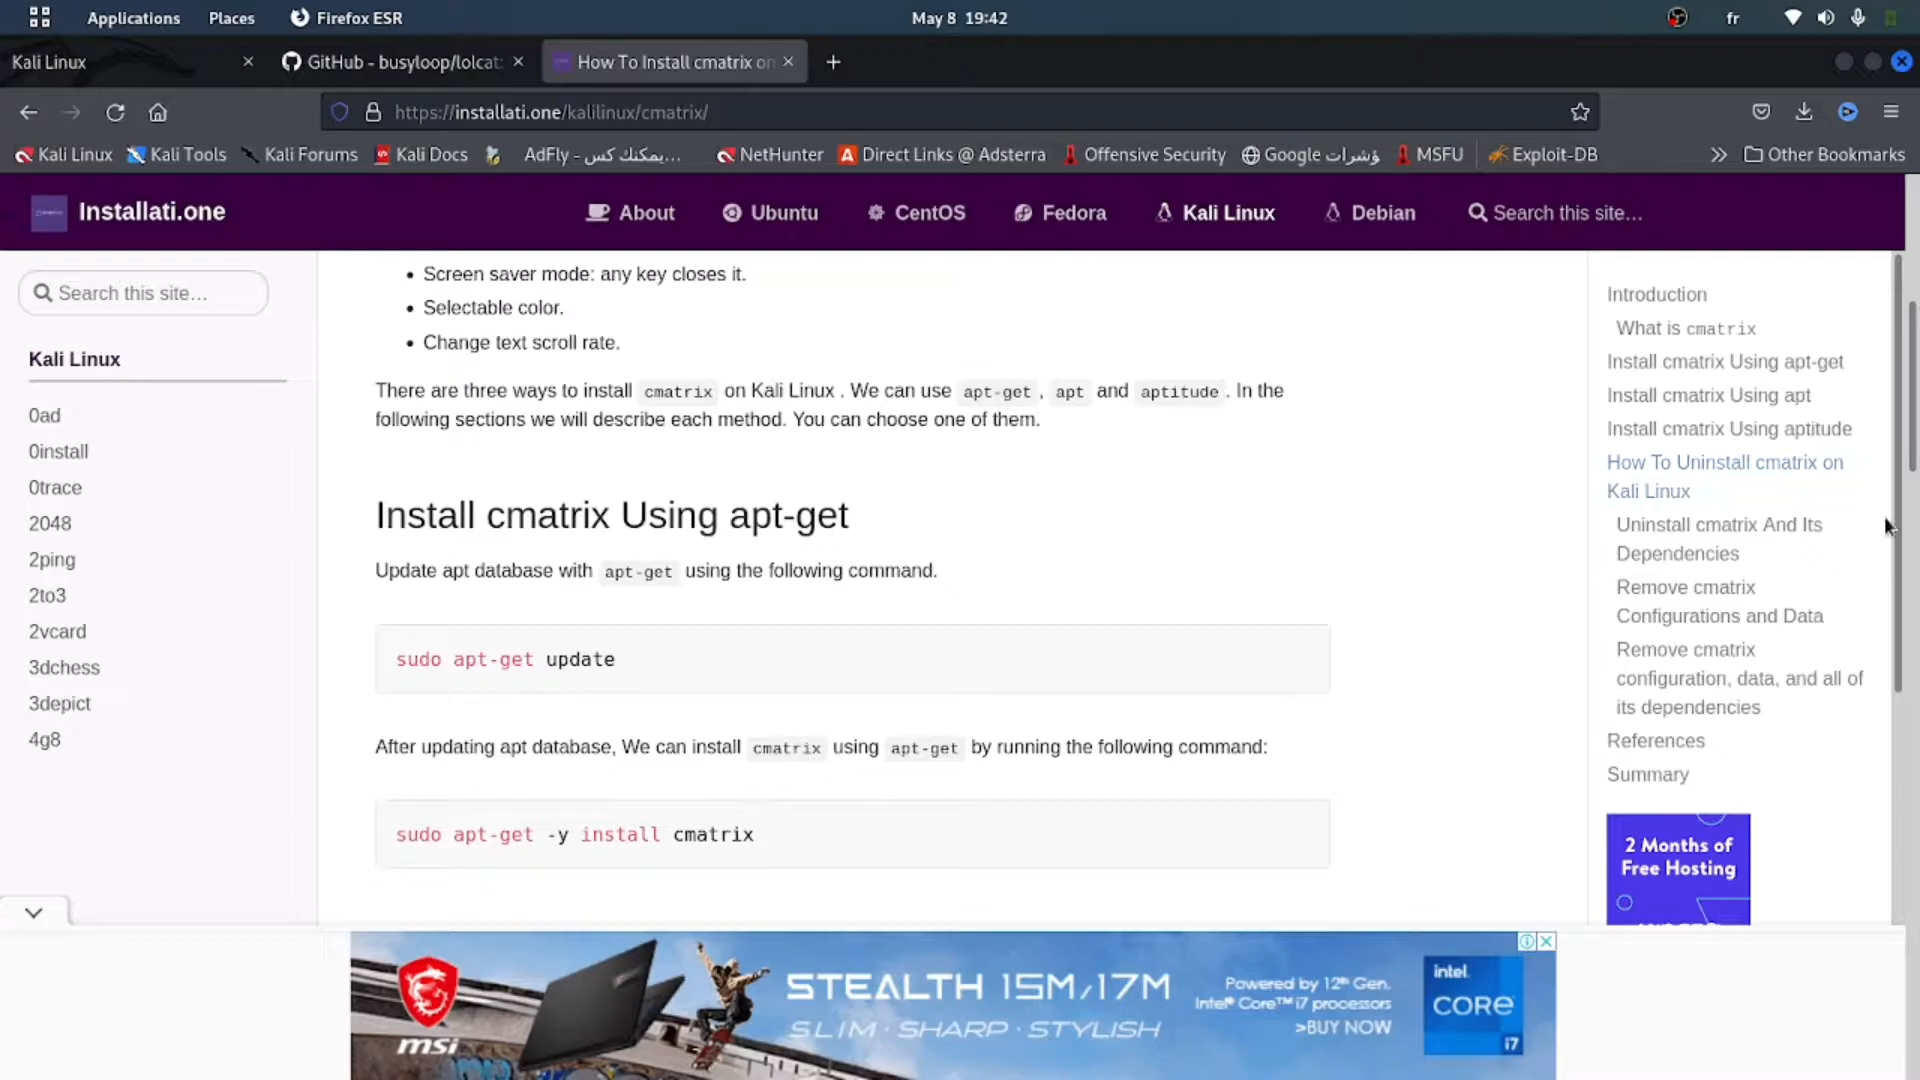 Applications Places Firefox ESR May 8 19:42 fr
Kali Linux GitHub - busyloop/lolcat: How To Install cmatrix on
https://installati.one/kalilinux/cmatrix/
Kali Linux Kali Tools Kali Forums Kali Docs AdFly - يمكنك كس... NetHunter Direct Links @ Adsterra Offensive Security Google ؤشرات MSFU Exploit-DB Other Bookmarks
Installati.one About Ubuntu CentOS Fedora Kali Linux Debian Search this site...
Search this site...
Kali Linux
0ad
0install
0trace
2048
2ping
2to3
2vcard
3dchess
3depict
4g8
Screen saver mode: any key closes it.
Selectable color.
Change text scroll rate.
There are three ways to install cmatrix on Kali Linux . We can use apt-get , apt and aptitude . In the
following sections we will describe each method. You can choose one of them.
Install cmatrix Using apt-get
Update apt database with apt-get using the following command.
sudo apt-get update
After updating apt database, We can install cmatrix using apt-get by running the following command:
sudo apt-get -y install cmatrix
Introduction
What is cmatrix
Install cmatrix Using apt-get
Install cmatrix Using apt
Install cmatrix Using aptitude
How To Uninstall cmatrix on
Kali Linux
Uninstall cmatrix And Its
Dependencies
Remove cmatrix
Configurations and Data
Remove cmatrix
configuration, data, and all of
its dependencies
References
Summary
2 Months of
Free Hosting
msi
STEALTH 15M/17M
SLIM · SHARP · STYLISH
Powered by 12th Gen.
Intel® Core™ i7 processors
>BUY NOW
intel.
CORE
i7